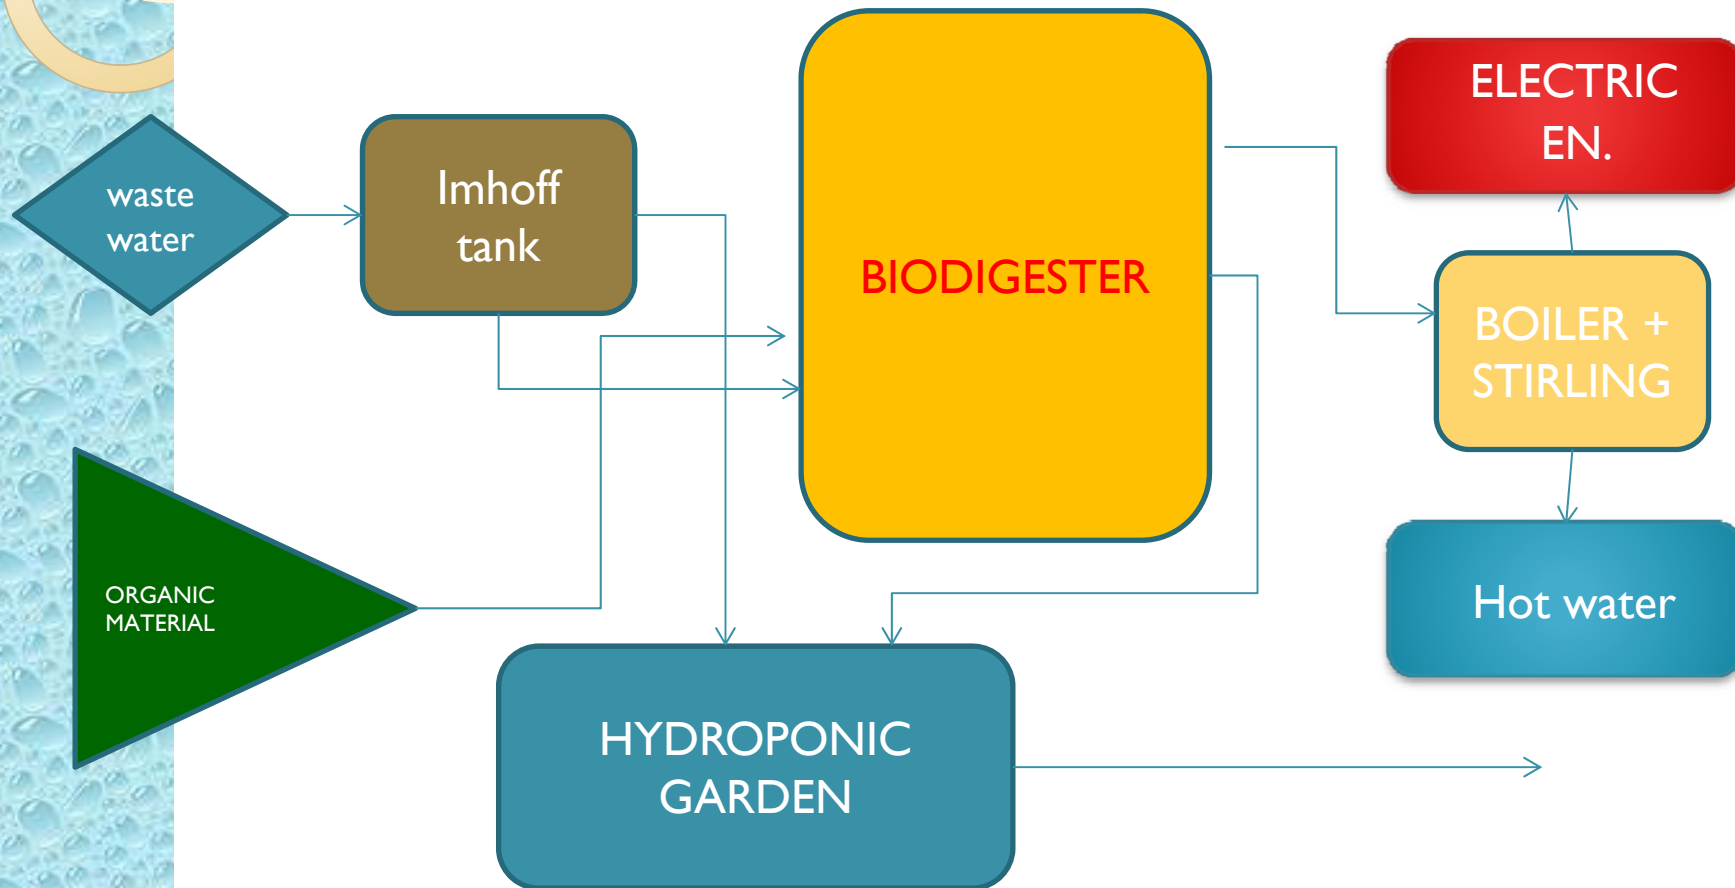 waste
water
Imhoff
tank
BIODIGESTER
ELECTRIC
EN.
BOILER +
STIRLING
ORGANIC
MATERIAL
Hot water
HYDROPONIC
GARDEN